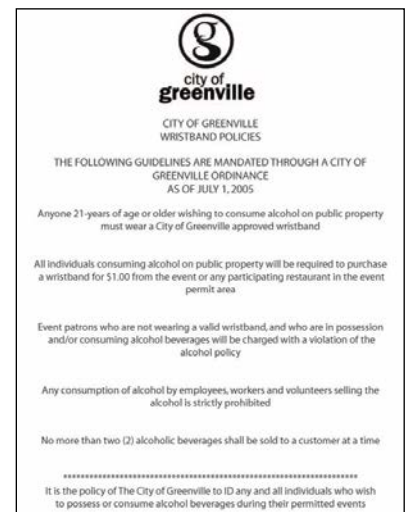 g
city of
greenville
CITY OF GREENVILLE
WRISTBAND POLICIES
THE FOLLOWING GUIDELINES ARE MANDATED THROUGH A CITY OF
GREENVILLE ORDINANCE
AS OF JULY 1, 2005
Anyone 21-years of age or older wishing to consume alcohol on public property
must wear a City of Greenville approved wristband
All individuals consuming alcohol on public property will be required to purchase
a wristband for $1.00 from the event or any participating restaurant in the event
permit area
Event patrons who are not wearing a valid wristband, and who are in possession
and/or consuming alcohol beverages will be charged with a violation of the
alcohol policy
Any consumption of alcohol by employees, workers and volunteers selling the
alcohol is strictly prohibited
No more than two (2) alcoholic beverages shall be sold to a customer at a time
********************************************************************
It is the policy of The City of Greenville to ID any and all individuals who wish
to possess or consume alcohol beverages during their permitted events